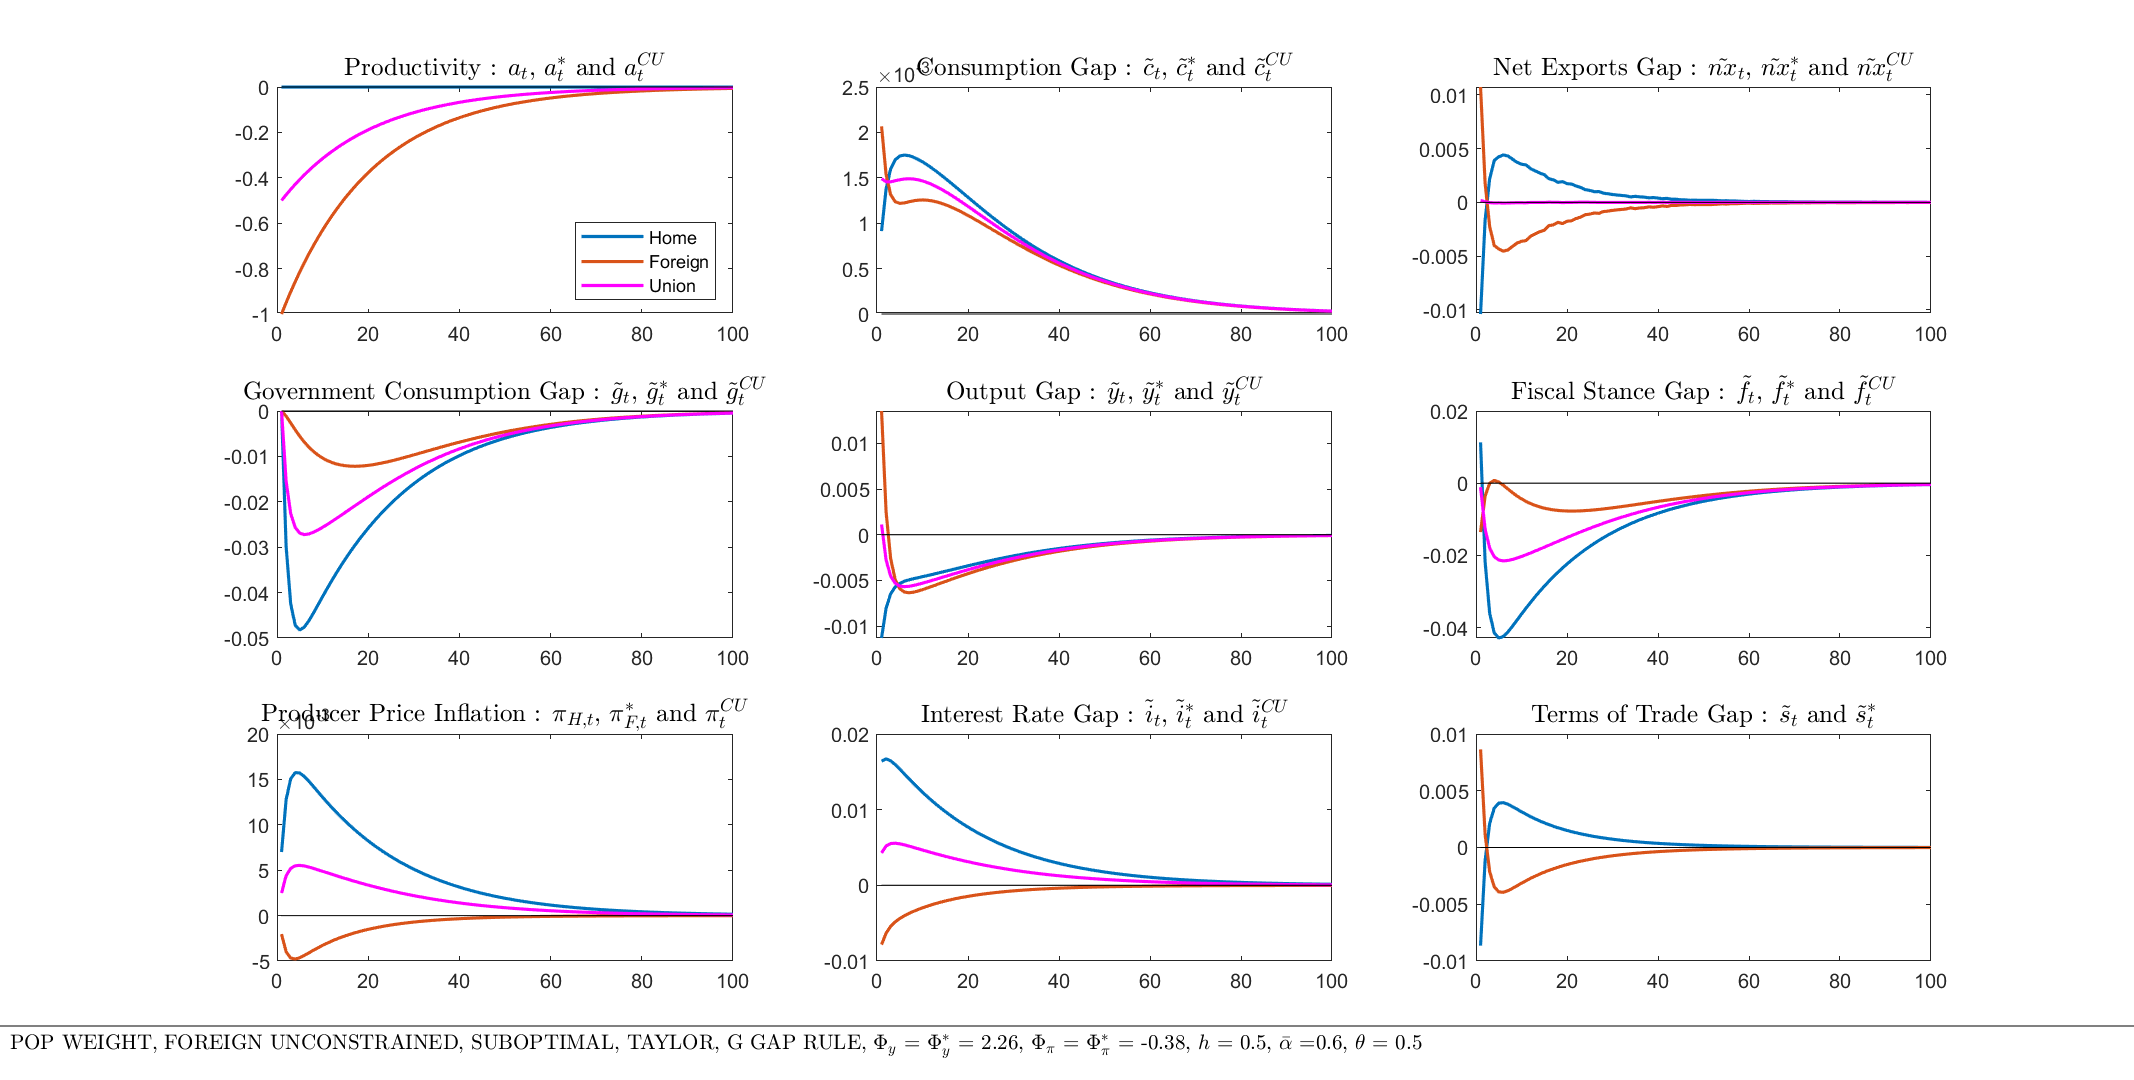 Productivity : a_t, a_t^* and a_t^{CU}
0
-0.2
-0.4
-0.6
-0.8
-1
0 20 40 60 80 100
Home
Foreign
Union
Consumption Gap : c̃_t, c̃_t^* and c̃_t^{CU}
2.5
2
1.5
1
0.5
0
0 20 40 60 80 100
Net Exports Gap : ñx_t, ñx_t^* and ñx_t^{CU}
0.01
0.005
0
-0.005
-0.01
0 20 40 60 80 100
Government Consumption Gap : g̃_t, g̃_t^* and g̃_t^{CU}
0
-0.01
-0.02
-0.03
-0.04
-0.05
0 20 40 60 80 100
Output Gap : ỹ_t, ỹ_t^* and ỹ_t^{CU}
0.01
0.005
0
-0.005
-0.01
0 20 40 60 80 100
Fiscal Stance Gap : f̃_t, f̃_t^* and f̃_t^{CU}
0.02
0
-0.02
-0.04
0 20 40 60 80 100
Producer Price Inflation : π_{H,t}, π_{F,t}^* and π_t^{CU}
20
15
10
5
0
-5
0 20 40 60 80 100
Interest Rate Gap : ĩ_t, ĩ_t^* and ĩ_t^{CU}
0.02
0.01
0
-0.01
0 20 40 60 80 100
Terms of Trade Gap : s̃_t and s̃_t^*
0.01
0.005
0
-0.005
-0.01
0 20 40 60 80 100
POP WEIGHT, FOREIGN UNCONSTRAINED, SUBOPTIMAL, TAYLOR, G GAP RULE, Φ_y = Φ_y^* = 2.26, Φ_π = Φ_π^* = -0.38, h = 0.5, ᾱ =0.6, θ = 0.5